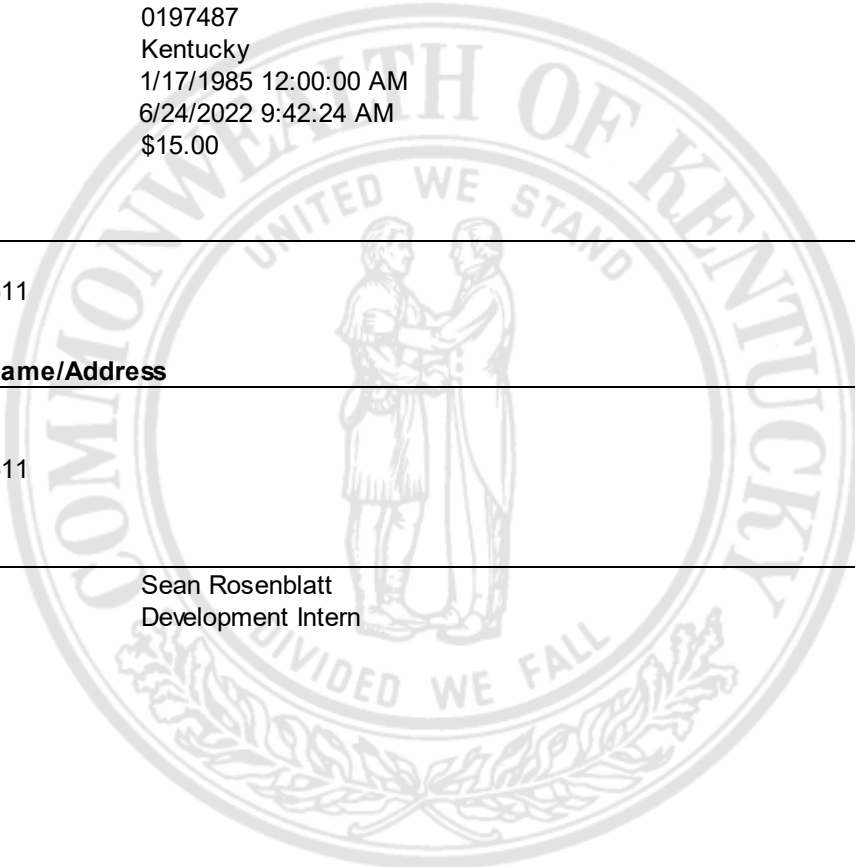 0197487
Kentucky
1/17/1985 12:00:00 AM
6/24/2022 9:42:24 AM
$15.00
COMMONWEALTH OF KENTUCKY
UNITED WE STAND
11
ame/Address
11
Sean Rosenblatt
Development Intern
DIVIDED WE FALL